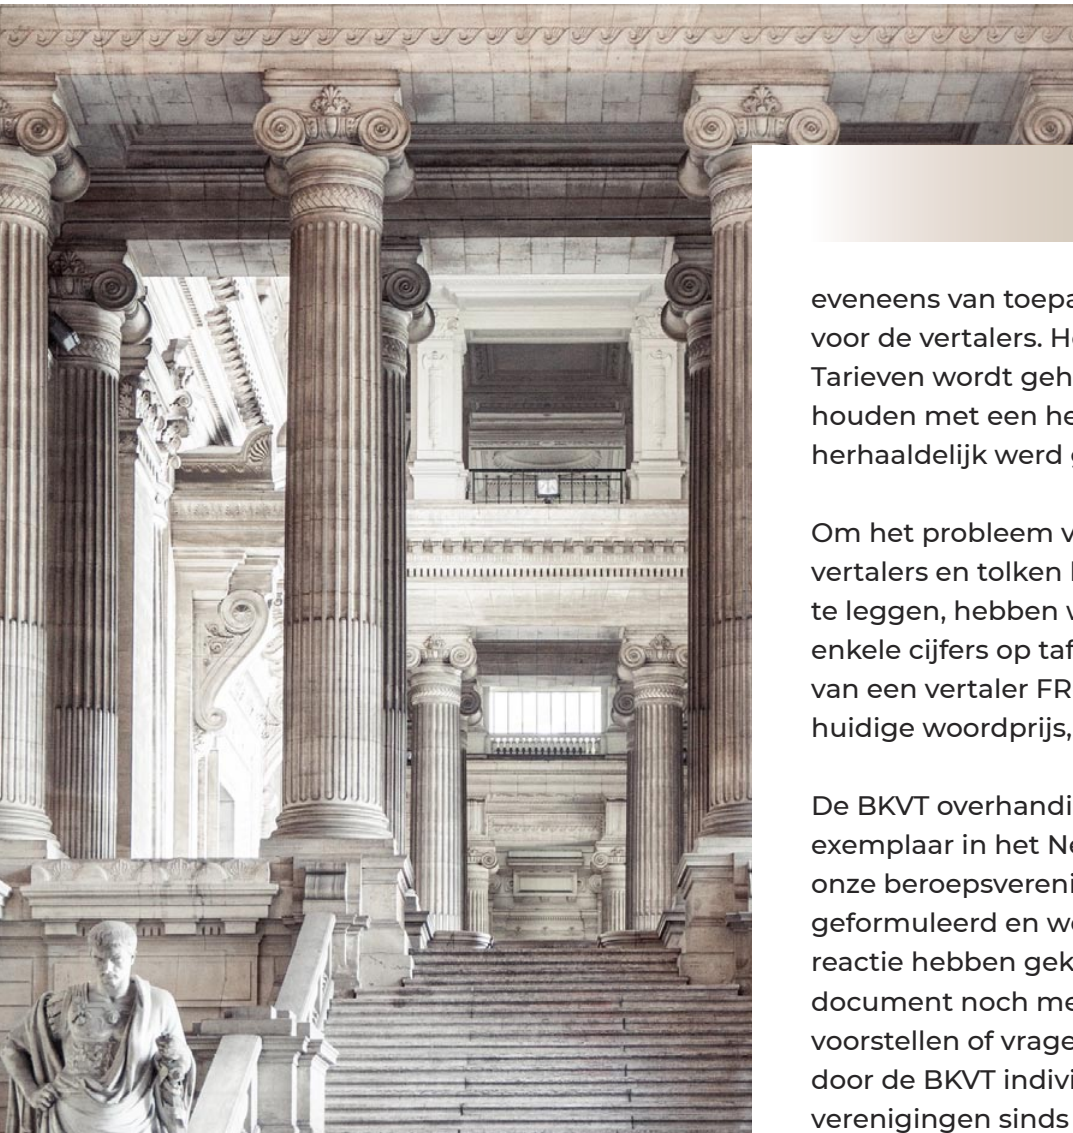 eveneens van toepa
voor de vertalers. H
Tarieven wordt geh
houden met een he
herhaaldelijk werd
Om het probleem v
vertalers en tolken
te leggen, hebben
enkele cijfers op taf
van een vertaler FR
huidige woordprijs,
De BKVT overhandi
exemplaar in het Ne
onze beroepsvereni
geformuleerd en we
reactie hebben gek
document noch me
voorstellen of vrage
door de BKVT indivi
verenigingen sinds